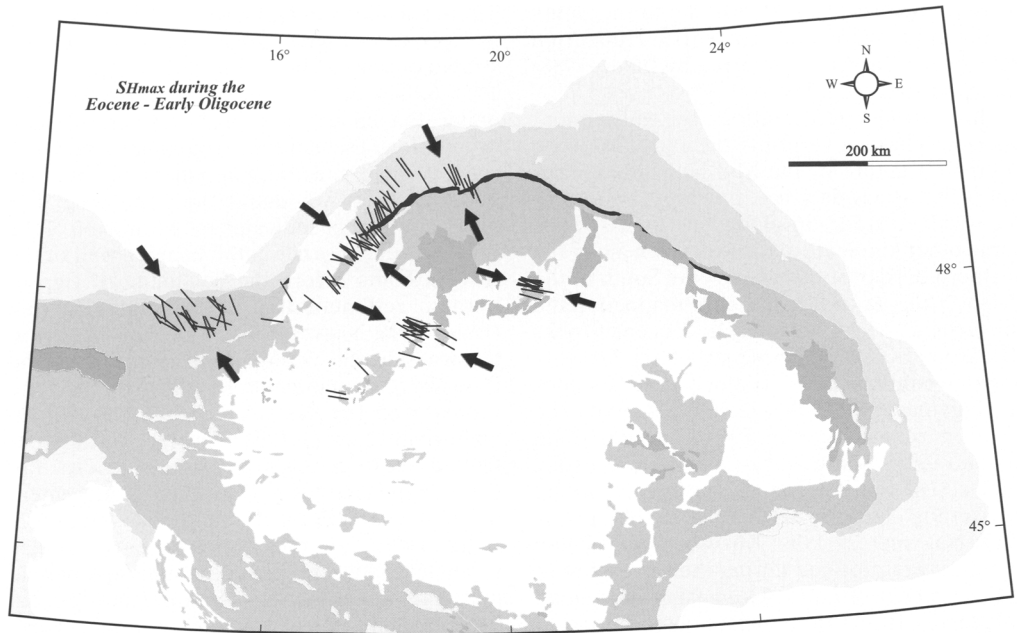 16°
20°
24°
SHmax during the
Eocene - Early Oligocene
N
W
E
S
200 km
48°
45°